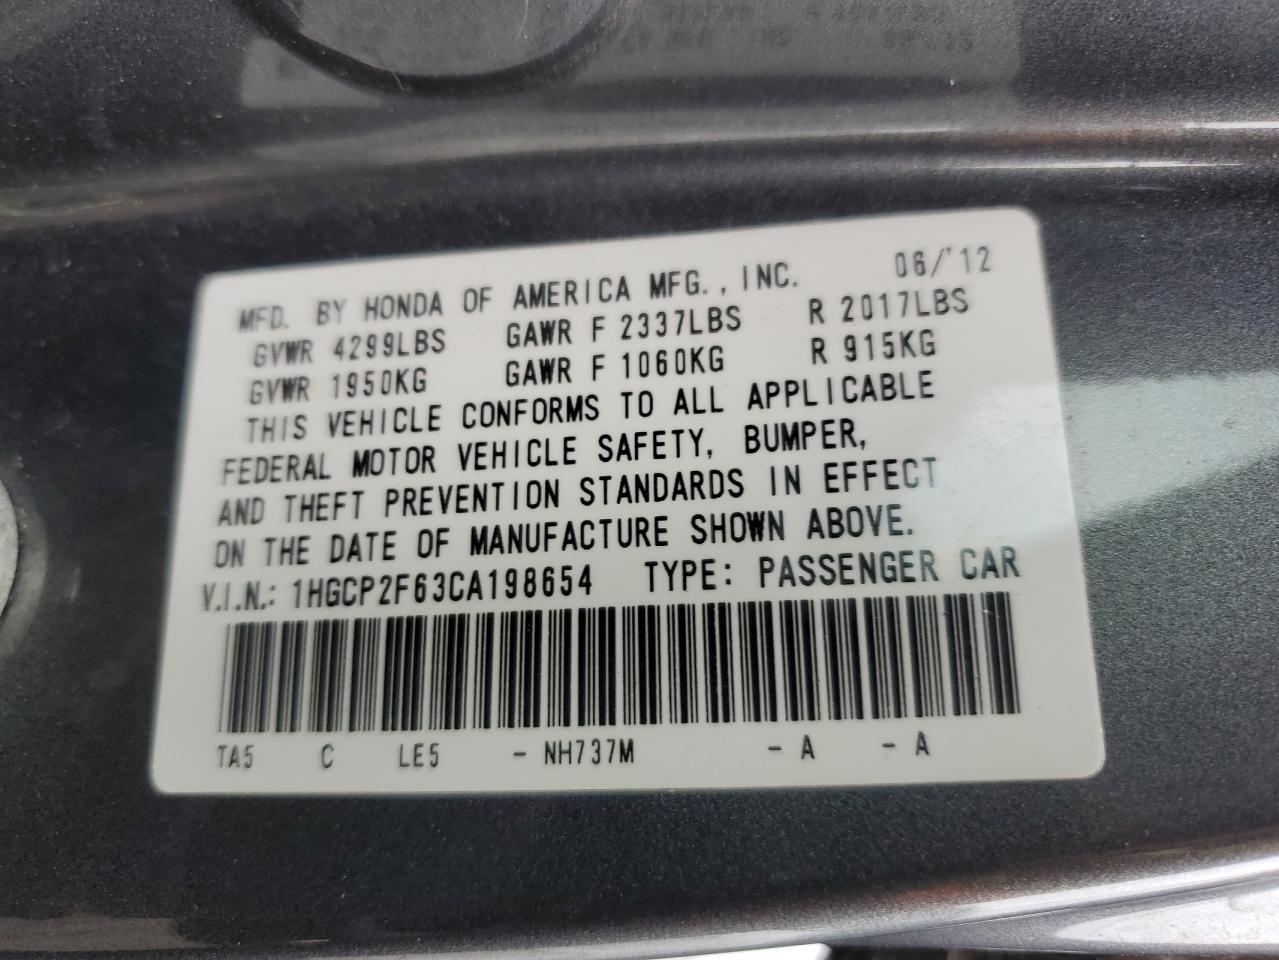 MFD. BY HONDA OF AMERICA MFG., INC. 06/'12
GVWR 4299LBS GAWR F 2337LBS R 2017LBS
GVWR 1950KG GAWR F 1060KG R 915KG
THIS VEHICLE CONFORMS TO ALL APPLICABLE
FEDERAL MOTOR VEHICLE SAFETY, BUMPER,
AND THEFT PREVENTION STANDARDS IN EFFECT
ON THE DATE OF MANUFACTURE SHOWN ABOVE.
V.I.N.: 1HGCP2F63CA198654 TYPE: PASSENGER CAR
TA5 C LE5 - NH737M - A - A